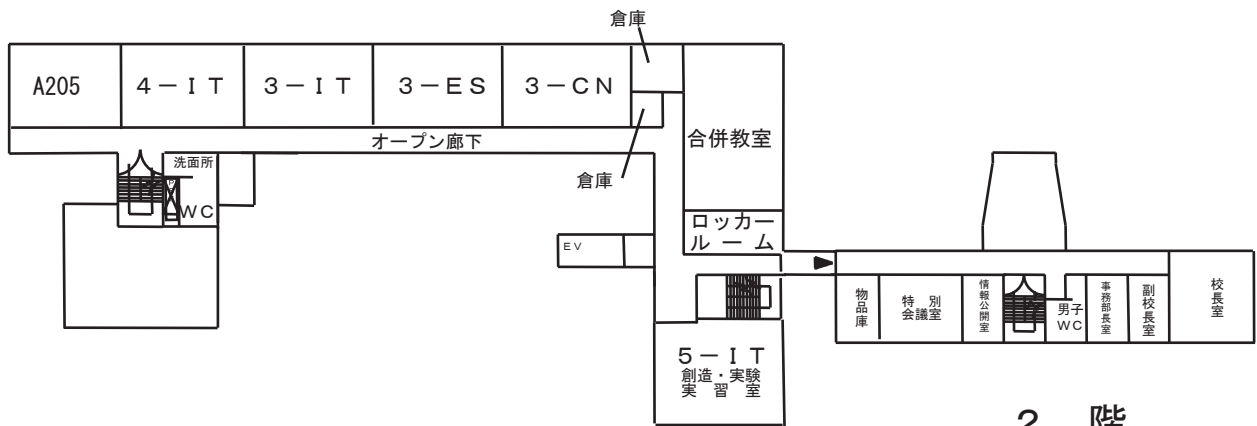 倉庫
A205
4－IT
3－IT
3－ES
3－CN
倉庫
オープン廊下
合併教室
洗面所
WC
ロッカー
ルーム
EV
物品庫
特別
会議室
情報公開室
男子
WC
事務部長室
副校長室
校長室
5－IT
創造・実験
実習室
2階